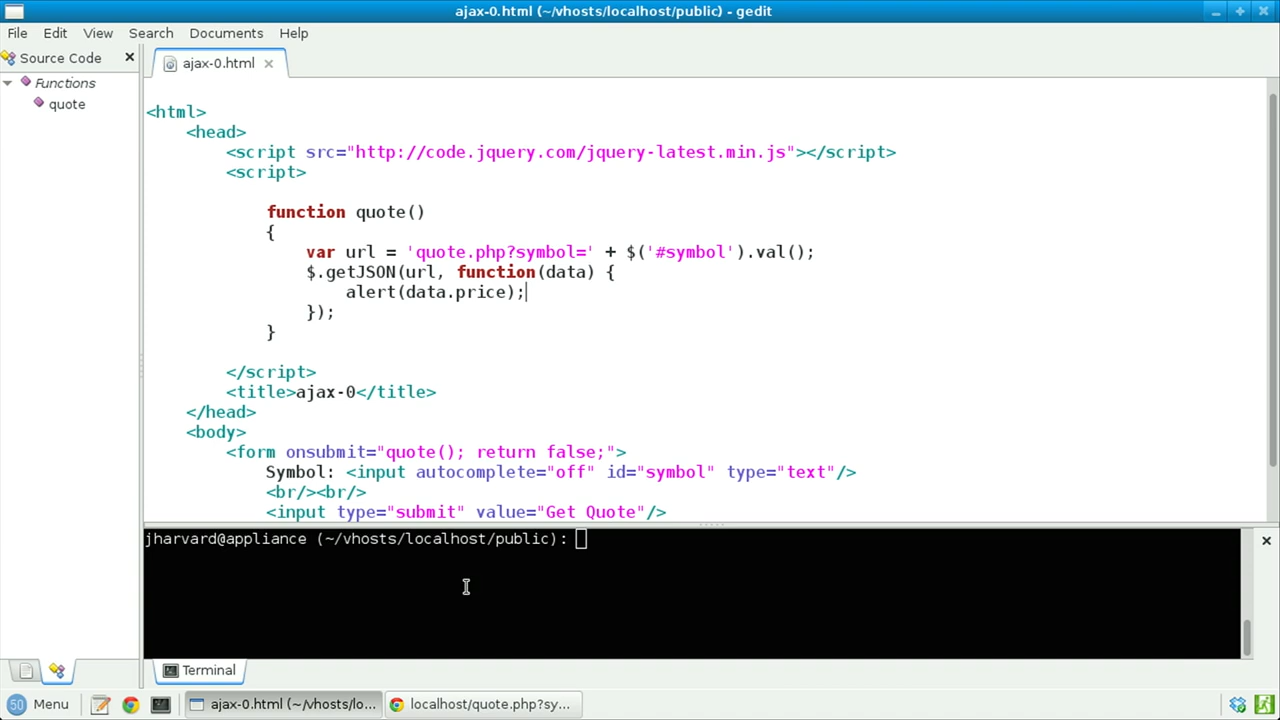 ajax-0.html (~/vhosts/localhost/public) - gedit
File Edit View Search Documents Help
Source Code
ajax-0.html
Functions
quote
<html>
<head>
<script src="http://code.jquery.com/jquery-latest.min.js"></script>
<script>
function quote()
{
var url = 'quote.php?symbol=' + $('#symbol').val();
$.getJSON(url, function(data) {
alert(data.price);
});
}
</script>
<title>ajax-0</title>
</head>
<body>
<form onsubmit="quote(); return false;">
Symbol: <input autocomplete="off" id="symbol" type="text"/>
<br/><br/>
<input type="submit" value="Get Quote"/>
jharvard@appliance (~/vhosts/localhost/public):
Terminal
50 Menu ajax-0.html (~/vhosts/lo... localhost/quote.php?sy...